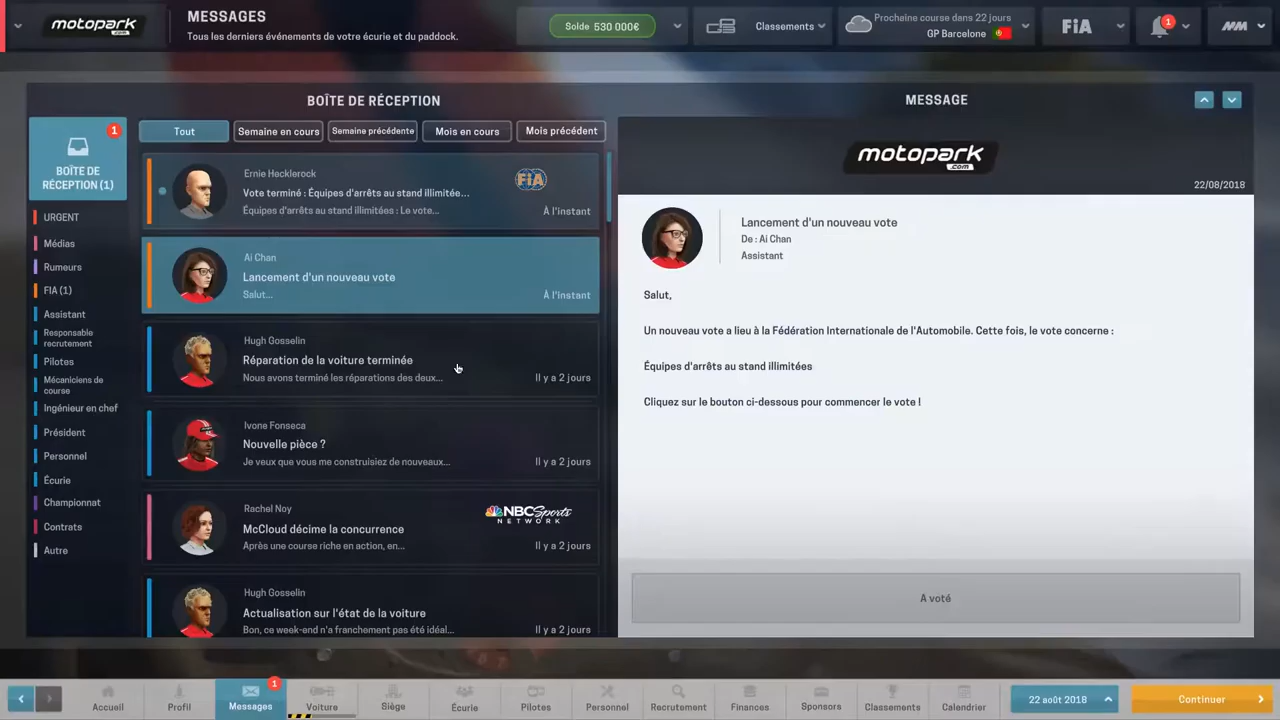 motopark
.com
MESSAGES
Tous les derniers événements de votre écurie et du paddock.
Solde 530 000€
Classements
Prochaine course dans 22 jours
GP Barcelone
FiA
1
BOÎTE DE RÉCEPTION
MESSAGE
1
BOÎTE DE
RÉCEPTION (1)
URGENT
Médias
Rumeurs
FIA (1)
Assistant
Responsable
recrutement
Pilotes
Mécaniciens de
course
Ingénieur en chef
Président
Personnel
Écurie
Championnat
Contrats
Autre
Tout
Semaine en cours
Semaine précédente
Mois en cours
Mois précédent
Ernie Hecklerock
Vote terminé : Équipes d'arrêts au stand illimitée...
Équipes d'arrêts au stand illimitées : Le vote...
FIA
À l'instant
Ai Chan
Lancement d'un nouveau vote
Salut...
À l'instant
Hugh Gosselin
Réparation de la voiture terminée
Nous avons terminé les réparations des deux...
Il y a 2 jours
Ivone Fonseca
Nouvelle pièce ?
Je veux que vous me construisiez de nouveaux...
Il y a 2 jours
Rachel Noy
McCloud décime la concurrence
Après une course riche en action, en...
NBC Sports
NETWORK
Il y a 2 jours
Hugh Gosselin
Actualisation sur l'état de la voiture
Bon, ce week-end n'a franchement pas été idéal...
Il y a 2 jours
motopark
.com
22/08/2018
Lancement d'un nouveau vote
De : Ai Chan
Assistant
Salut,
Un nouveau vote a lieu à la Fédération Internationale de l'Automobile. Cette fois, le vote concerne :
Équipes d'arrêts au stand illimitées
Cliquez sur le bouton ci-dessous pour commencer le vote !
A voté
Accueil
Profil
Messages
1
Voiture
Siège
Écurie
Pilotes
Personnel
Recrutement
Finances
Sponsors
Classements
Calendrier
22 août 2018
Continuer